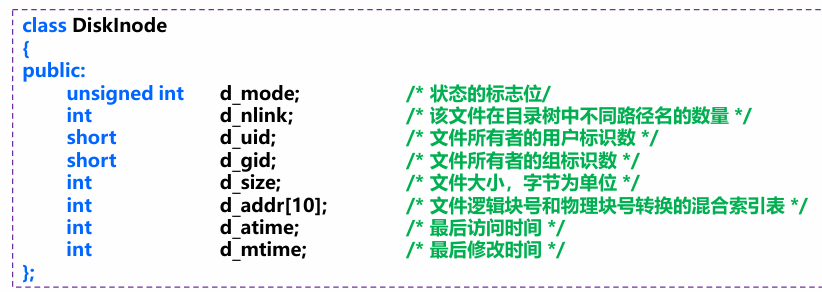 class DiskInode
{
public:
unsigned int d_mode; /* 状态的标志位/
int d_nlink; /* 该文件在目录树中不同路径名的数量 */
short d_uid; /* 文件所有者的用户标识数 */
short d_gid; /* 文件所有者的组标识数 */
int d_size; /* 文件大小，字节为单位 */
int d_addr[10]; /* 文件逻辑块号和物理块号转换的混合索引表 */
int d_atime; /* 最后访问时间 */
int d_mtime; /* 最后修改时间 */
};